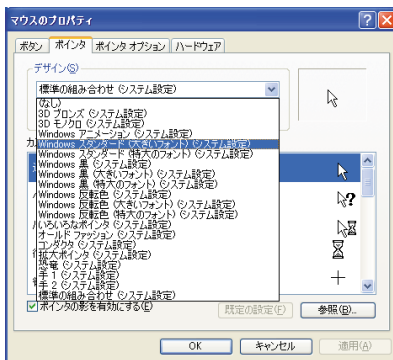 マウスのプロパティ
ボタン ポインタ ポインタ オプション ハードウェア
デザイン(S)
標準の組み合わせ (システム設定)
(なし)
3D ブロンズ (システム設定)
3D モノクロ (システム設定)
Windows アニメーション (システム設定)
Windows スタンダード (大きいフォント) (システム設定)
Windows スタンダード (特大のフォント) (システム設定)
Windows 黒 (システム設定)
Windows 黒 (大きいフォント) (システム設定)
Windows 黒 (特大のフォント) (システム設定)
Windows 反転色 (システム設定)
Windows 反転色 (大きいフォント) (システム設定)
Windows 反転色 (特大のフォント) (システム設定)
いろいろなポインタ (システム設定)
オールド ファッション (システム設定)
コンダクタ (システム設定)
拡大ポインタ (システム設定)
恐竜 (システム設定)
手 1 (システム設定)
手 2 (システム設定)
標準の組み合わせ (システム設定)
ポインタの影を有効にする(E)
既定の設定(F)
参照(B)...
OK
キャンセル
適用(A)